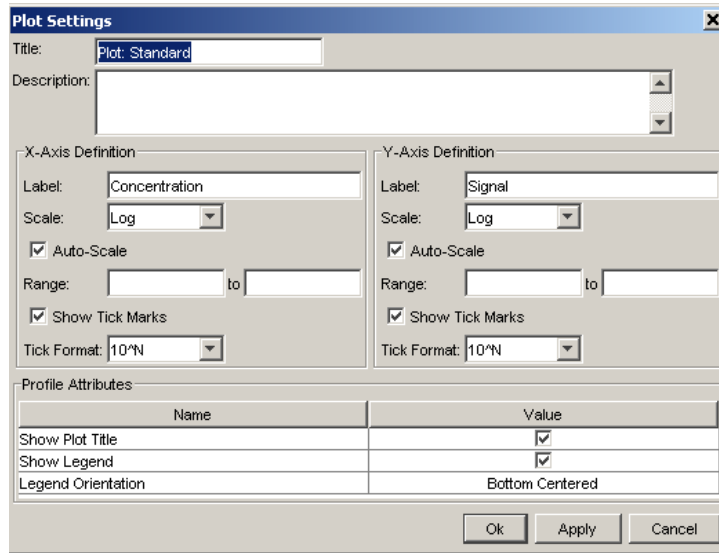 Plot Settings
Title: Plot: Standard
Description:
X-Axis Definition
Label: Concentration
Scale: Log
Auto-Scale
Range: to
Show Tick Marks
Tick Format: 10^N
Y-Axis Definition
Label: Signal
Scale: Log
Auto-Scale
Range: to
Show Tick Marks
Tick Format: 10^N
Profile Attributes
Name Value
Show Plot Title
Show Legend
Legend Orientation Bottom Centered
Ok Apply Cancel